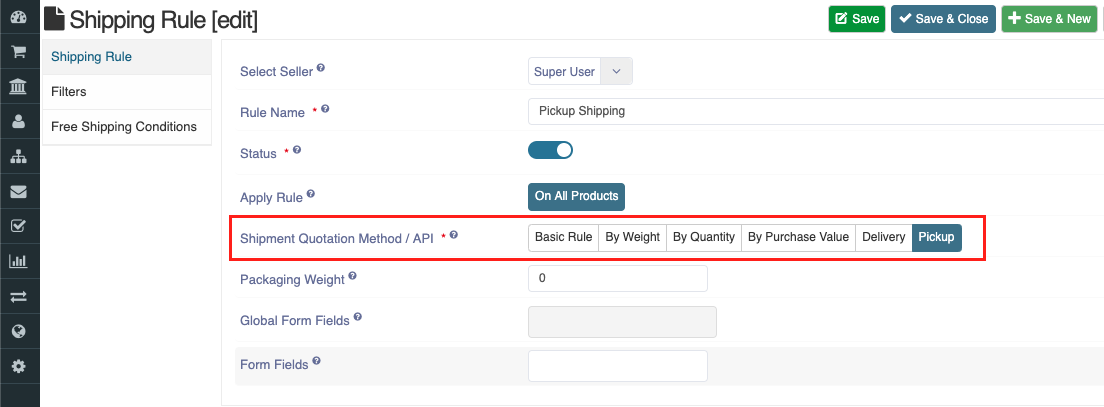 Shipping Rule [edit]
Save
Save & Close
Save & New
Shipping Rule
Filters
Free Shipping Conditions
Select Seller ?
Super User
Rule Name * ?
Pickup Shipping
Status * ?
Apply Rule ?
On All Products
Shipment Quotation Method / API * ?
Basic Rule By Weight By Quantity By Purchase Value Delivery Pickup
Packaging Weight ?
0
Global Form Fields ?
Form Fields ?